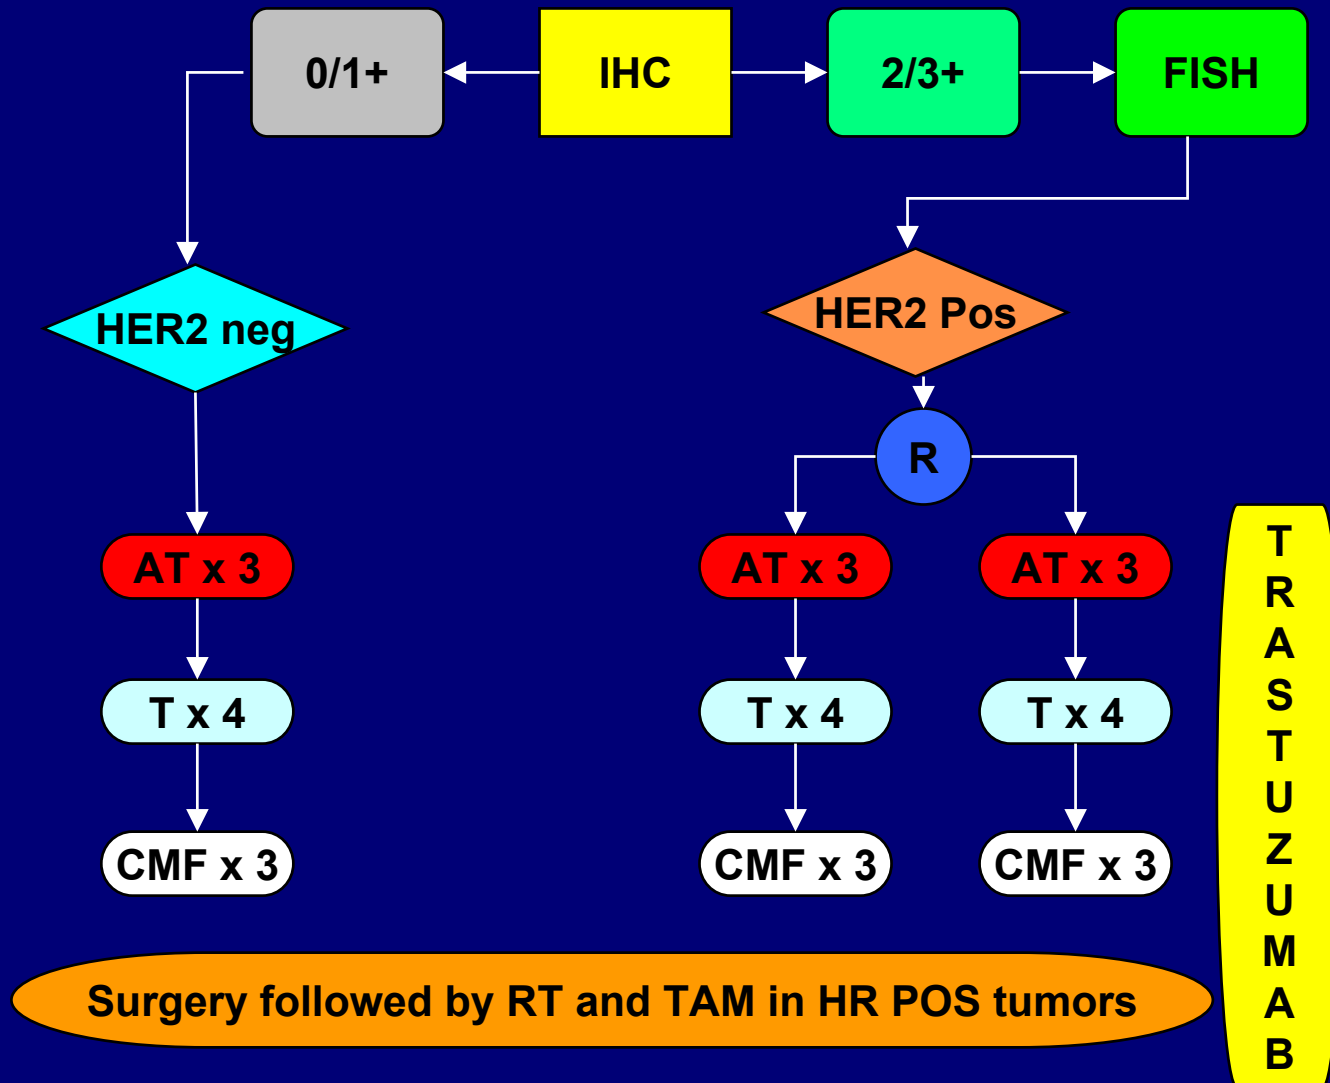 0/1+
IHC
2/3+
FISH
HER2 neg
HER2 Pos
R
AT x 3
AT x 3
AT x 3
T x 4
T x 4
T x 4
CMF x 3
CMF x 3
CMF x 3
T
R
A
S
T
U
Z
U
M
A
B
Surgery followed by RT and TAM in HR POS tumors